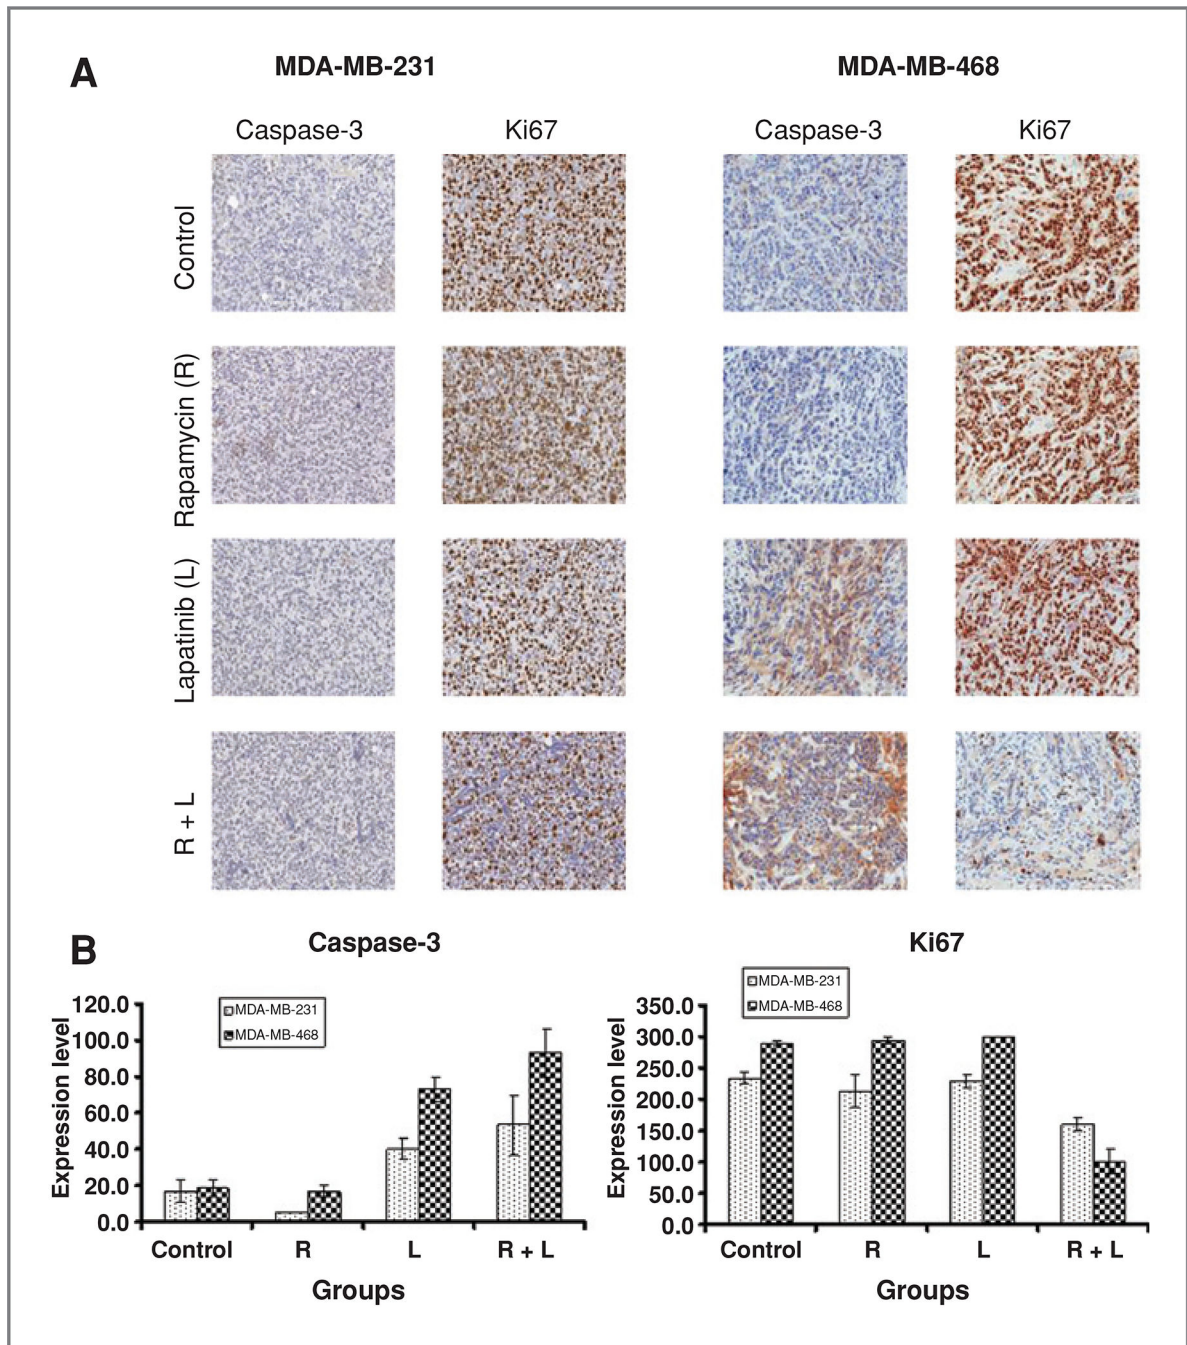 A
MDA-MB-231
MDA-MB-468
Caspase-3
Ki67
Caspase-3
Ki67
Control
Rapamycin (R)
Lapatinib (L)
R + L
B
Caspase-3
Expression level
120.0
100.0
80.0
60.0
40.0
20.0
0.0
MDA-MB-231
MDA-MB-468
Control
R
L
R + L
Groups
Ki67
Expression level
350.0
300.0
250.0
200.0
150.0
100.0
50.0
0.0
MDA-MB-231
MDA-MB-468
Control
R
L
R + L
Groups